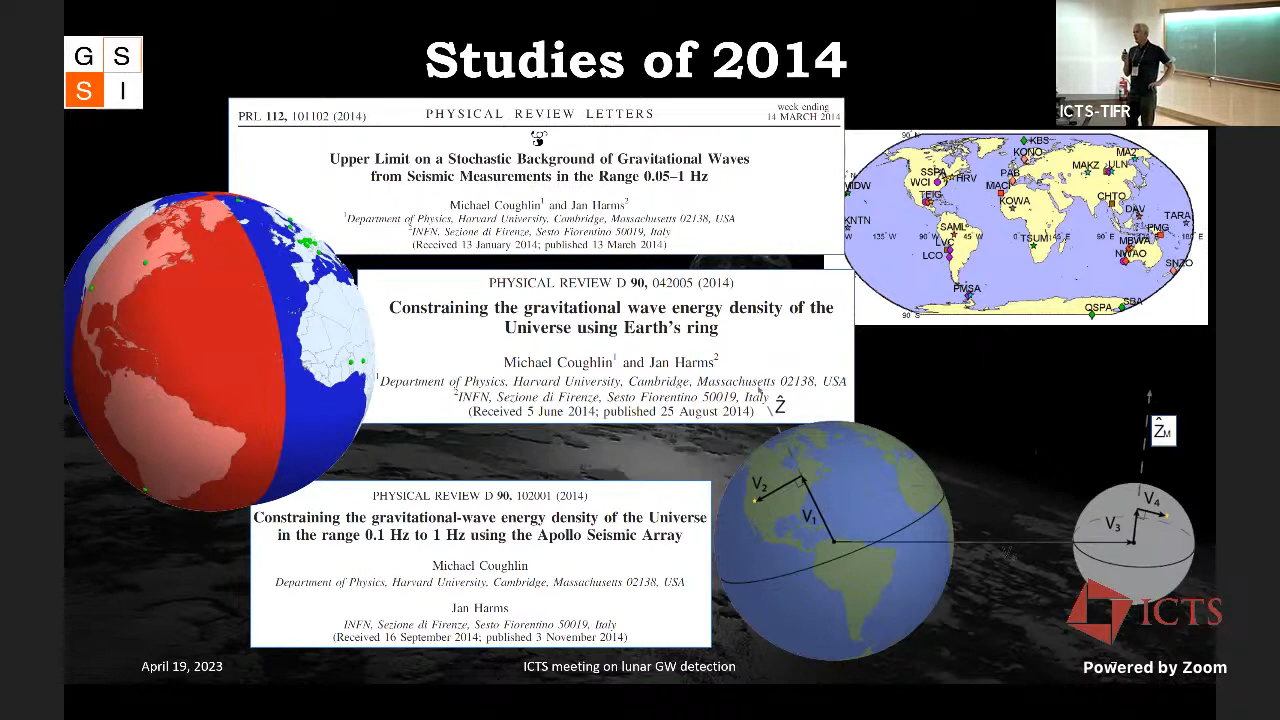 G S
S I
Studies of 2014
ICTS-TIFR
PRL 112, 101102 (2014)
PHYSICAL REVIEW LETTERS
week ending
14 MARCH 2014
Upper Limit on a Stochastic Background of Gravitational Waves
from Seismic Measurements in the Range 0.05–1 Hz
Michael Coughlin1 and Jan Harms2
1Department of Physics, Harvard University, Cambridge, Massachusetts 02138, USA
2INFN, Sezione di Firenze, Sesto Fiorentino 50019, Italy
(Received 13 January 2014; published 13 March 2014)
90°N
KBS
KONO
MA2
SSPA
HRV
PAB
MAKZ
ULN
WCI
MACI
MIDW
TEIG
KOWA
CHTO
DAV
TARA
KNTN
SAML
PMG
135°W
90°W
45°W
0°
TSUM
45°E
90°E
180°E
LVC
MBWA
LCO
NWAO
SNZO
PMSA
QSPA
SBA
90°S
PHYSICAL REVIEW D 90, 042005 (2014)
Constraining the gravitational wave energy density of the
Universe using Earth's ring
Michael Coughlin1 and Jan Harms2
1Department of Physics, Harvard University, Cambridge, Massachusetts 02138, USA
2INFN, Sezione di Firenze, Sesto Fiorentino 50019, Italy
(Received 5 June 2014; published 25 August 2014)
Ẑ
ẐM
PHYSICAL REVIEW D 90, 102001 (2014)
Constraining the gravitational-wave energy density of the Universe
in the range 0.1 Hz to 1 Hz using the Apollo Seismic Array
Michael Coughlin
Department of Physics, Harvard University, Cambridge, Massachusetts 02138, USA
Jan Harms
INFN, Sezione di Firenze, Sesto Fiorentino 50019, Italy
(Received 16 September 2014; published 3 November 2014)
V2
V1
V4
V3
ICTS
April 19, 2023
ICTS meeting on lunar GW detection
Powered by Zoom